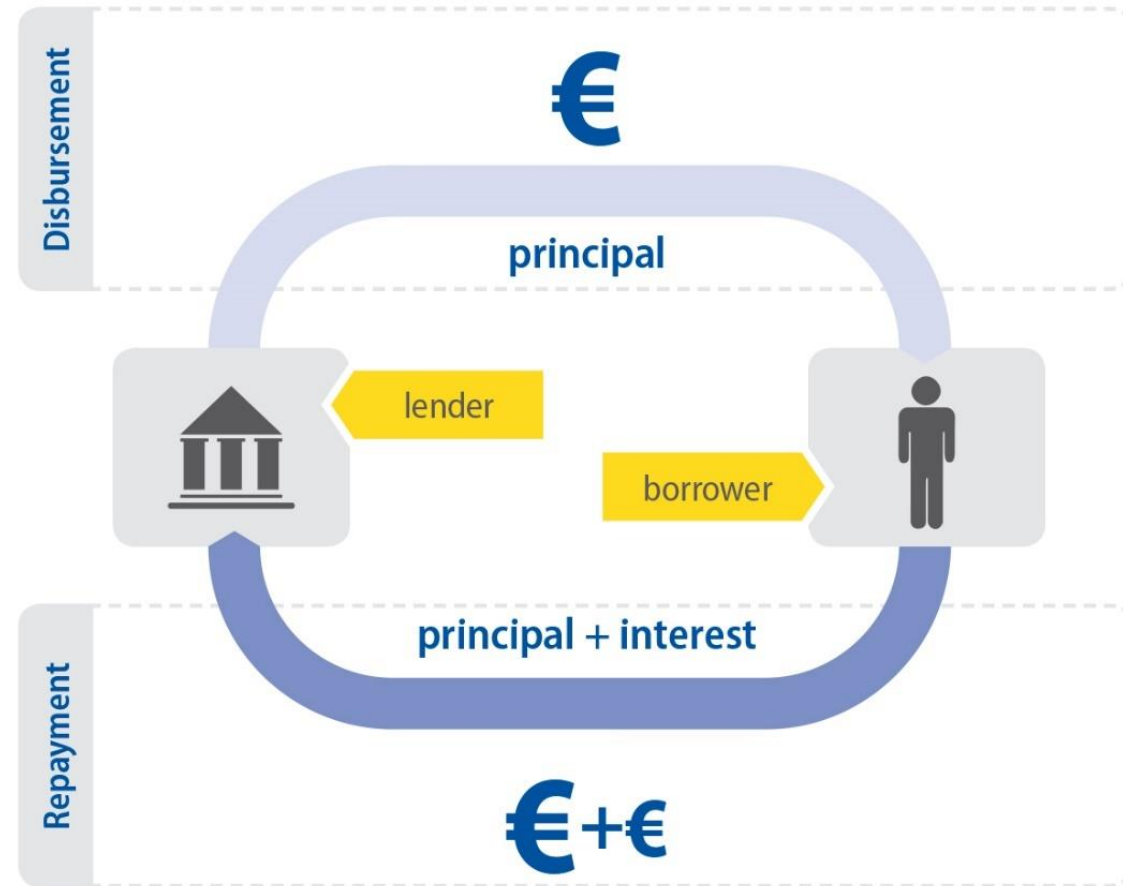 Disbursement
€
principal
lender
borrower
principal + interest
Repayment
€+€